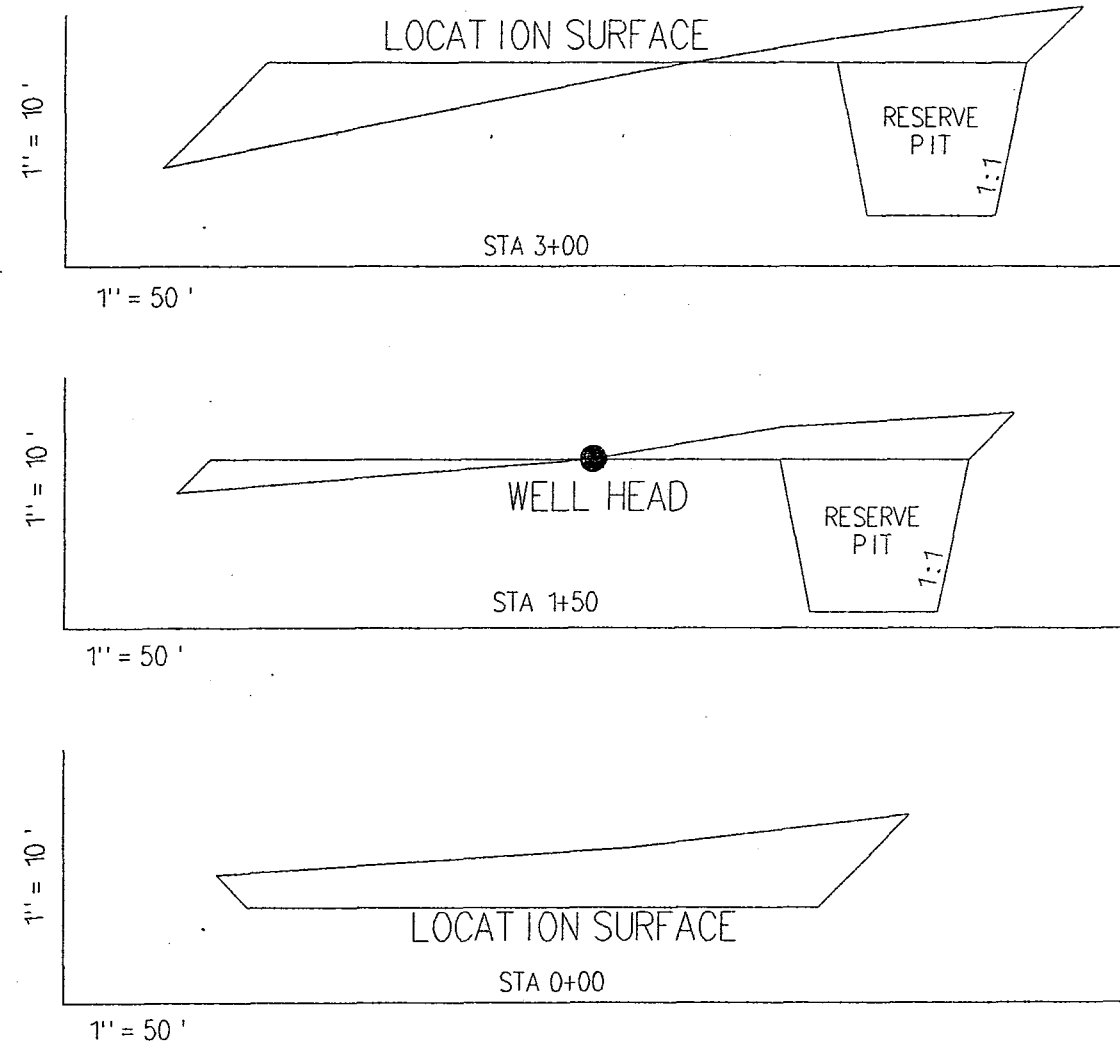 LOCATION SURFACE
1" = 10 '
RESERVE
PIT
1:1
STA 3+00
1" = 50 '
1" = 10 '
WELL HEAD
RESERVE
PIT
1:1
STA 1+50
1" = 50 '
1" = 10 '
LOCATION SURFACE
STA 0+00
1" = 50 '